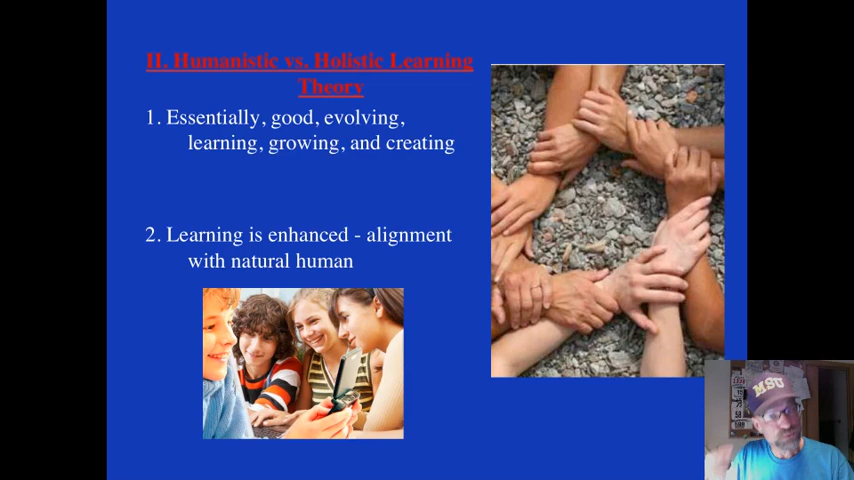 II. Humanistic vs. Holistic Learning
Theory
1. Essentially, good, evolving,
learning, growing, and creating
2. Learning is enhanced - alignment
with natural human
MSU